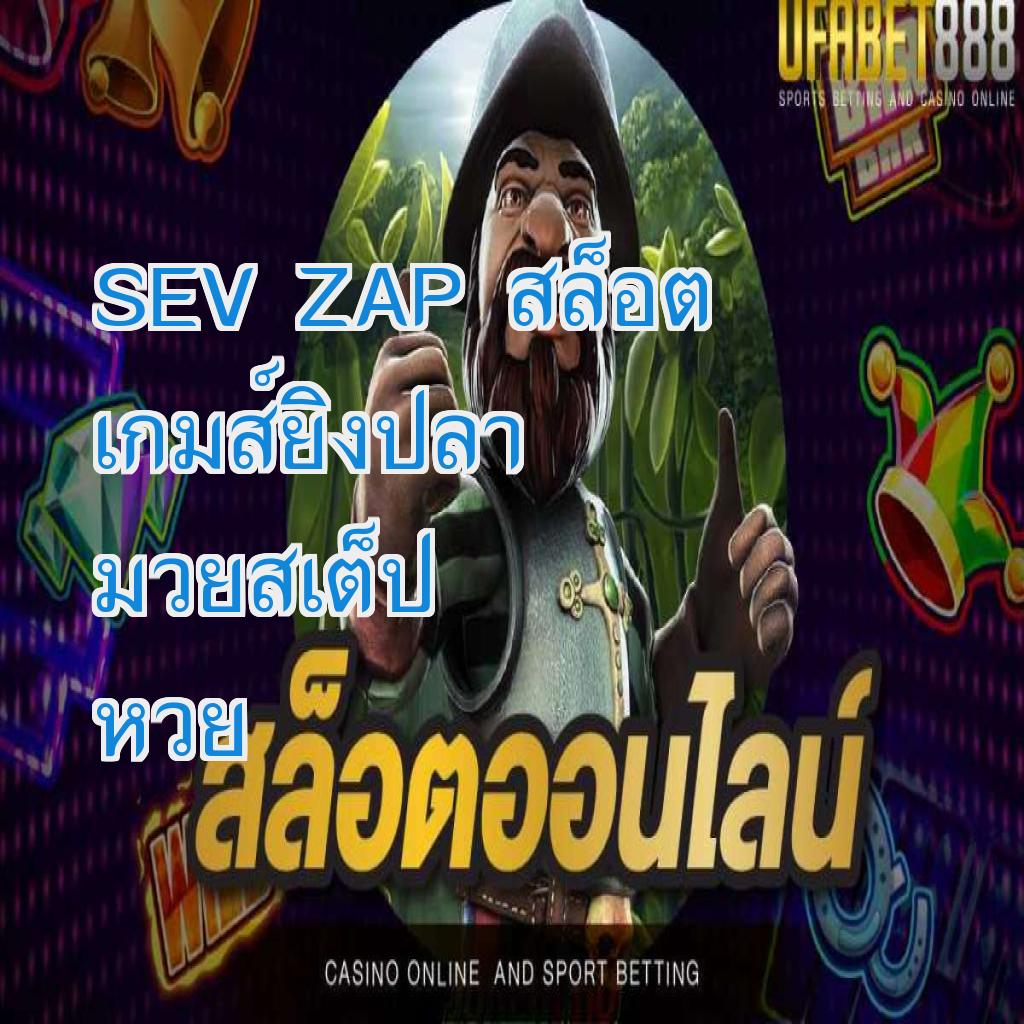 UFABET888
SPORTS BETTING AND CASINO ONLINE
SEV ZAP สล็อต
เกมส์ยิงปลา
มวยสเต็ป
หวย
สล็อตออนไลน์
CASINO ONLINE AND SPORT BETTING